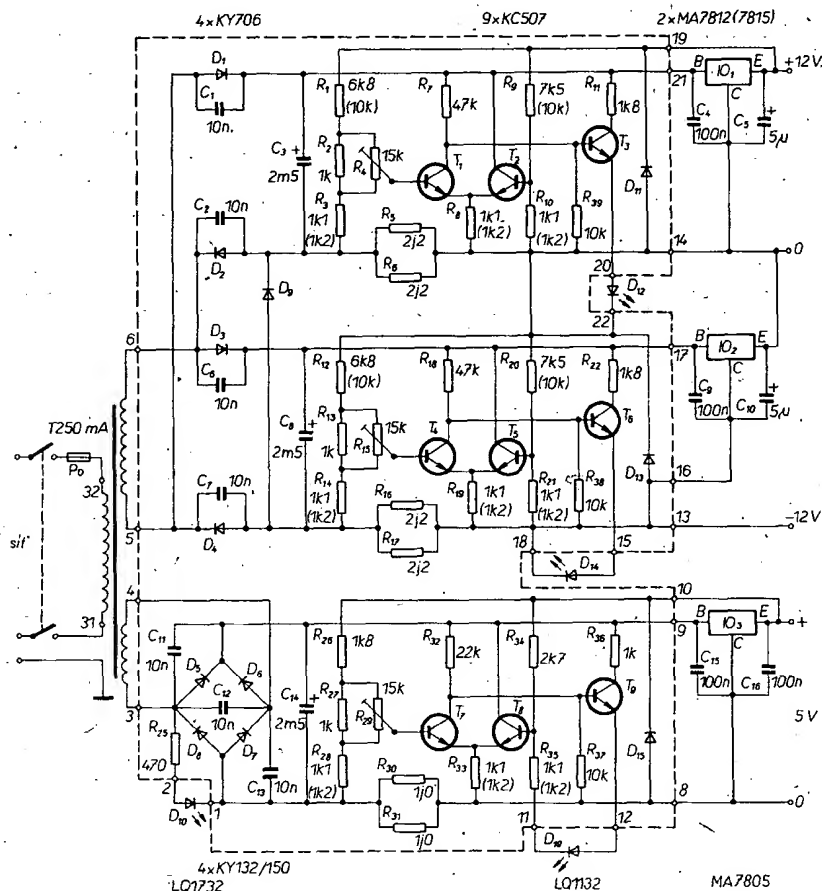 4×KY706 9×KC507 2×MA7812(7815)
D1
C1
10n
R1
6k8
(10k)
R7
47k
R9
7k5
(10k)
R11
1k8
19
21
B IO1 E
C
+12V
C4
100n
C5
+
5µ
C3 +
2m5
R2
1k
R4
15k
T1
T2
T3
R3
1k1
(1k2)
R5
2j2
R6
2j2
R8
1k1
(1k2)
R10
1k1
(1k2)
R39
10k
D11
14
0
C2
10n
D2
D9
20
D12
22
6
D3
C6
10n
R12
6k8
(10k)
R18
47k
R20
7k5
(10k)
R22
1k8
17
B IO2 E
C
C9
100n
C10
+
5µ
C8 +
2m5
R13
1k
R15
15k
T4
T5
T6
R14
1k1
(1k2)
R16
2j2
R17
2j2
R19
1k1
(1k2)
R21
1k1
(1k2)
R38
10k
D13
16
13
-12V
T250 mA
Po
32
síť
31
C7
10n
D4
5
18
D14
15
4
3
C11
10n
D5
D6
C12
10n
D8
D7
R25
470
2
D10
1
C13
10n
C14 +
2m5
R26
1k8
R32
22k
R34
2k7
R36
1k
10
9
B IO3 E
C
+
C15
100n
C16
100n
5V
R27
1k
R29
15k
T7
T8
T9
R28
1k1
(1k2)
R30
1j0
R31
1j0
R33
1k1
(1k2)
R35
1k1
(1k2)
R37
10k
D15
8
0
11
12
4×KY132/150
LQ1732 LQ1132 MA7805